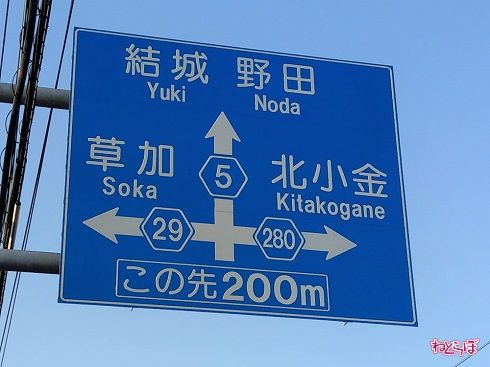 結城 野田
Yuki Noda
草加 北小金
Soka Kitakogane
5
29 280
この先200m
ねとらぼ